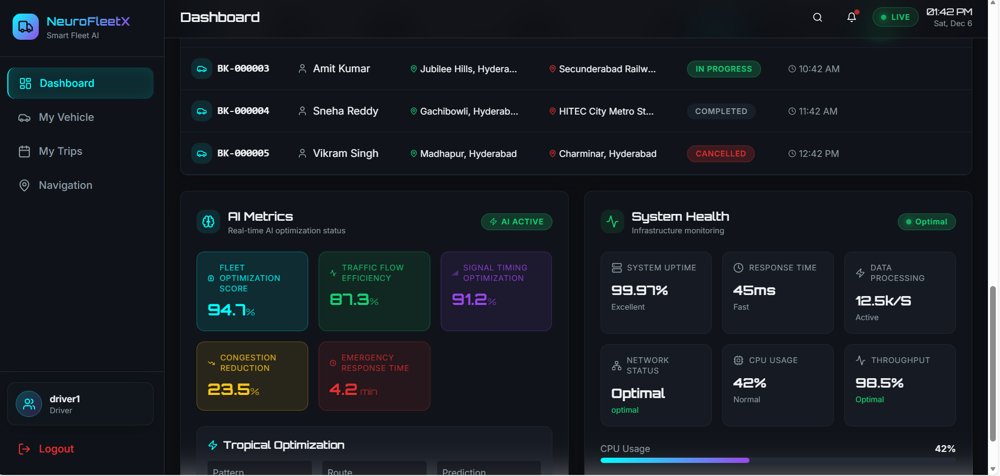 NeuroFleetX
Smart Fleet AI
Dashboard
My Vehicle
My Trips
Navigation
driver1
Driver
Logout
Dashboard
LIVE
01:42 PM
Sat, Dec 6
BK-000003 Amit Kumar Jubilee Hills, Hydera... Secunderabad Railw... IN PROGRESS 10:42 AM
BK-000004 Sneha Reddy Gachibowli, Hyderab... HITEC City Metro St... COMPLETED 11:42 AM
BK-000005 Vikram Singh Madhapur, Hyderabad Charminar, Hyderabad CANCELLED 12:42 PM
AI Metrics
Real-time AI optimization status
AI ACTIVE
FLEET
OPTIMIZATION
SCORE
94.7%
TRAFFIC FLOW
EFFICIENCY
87.3%
SIGNAL TIMING
OPTIMIZATION
91.2%
CONGESTION
REDUCTION
23.5%
EMERGENCY
RESPONSE TIME
4.2 min
Tropical Optimization
Pattern
Route
Prediction
System Health
Infrastructure monitoring
Optimal
SYSTEM UPTIME
99.97%
Excellent
RESPONSE TIME
45ms
Fast
DATA
PROCESSING
12.5k/S
Active
NETWORK
STATUS
Optimal
optimal
CPU USAGE
42%
Normal
THROUGHPUT
98.5%
Optimal
CPU Usage 42%